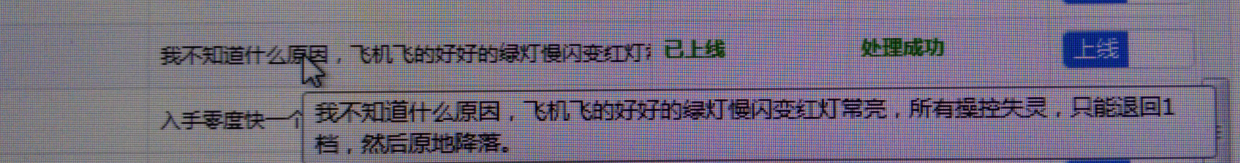 我不知道什么原因，飞机飞的好好的绿灯慢闪变红灯 已上线 处理成功 上线
入手零度快一个
我不知道什么原因，飞机飞的好好的绿灯慢闪变红灯常亮，所有操控失灵，只能退回1
档，然后原地降落。